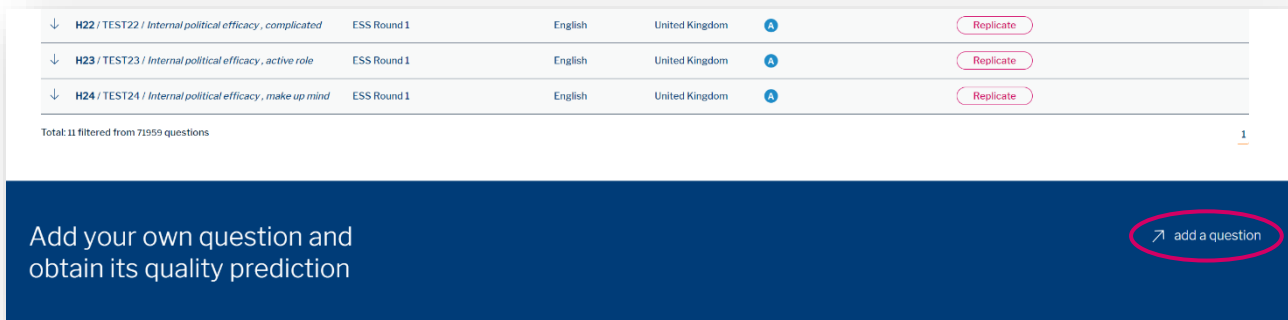 ↓ H22 / TEST22 / Internal political efficacy , complicated ESS Round 1 English United Kingdom A Replicate
↓ H23 / TEST23 / Internal political efficacy , active role ESS Round 1 English United Kingdom A Replicate
↓ H24 / TEST24 / Internal political efficacy , make up mind ESS Round 1 English United Kingdom A Replicate
Total: 11 filtered from 71959 questions 1
Add your own question and
obtain its quality prediction
↗ add a question